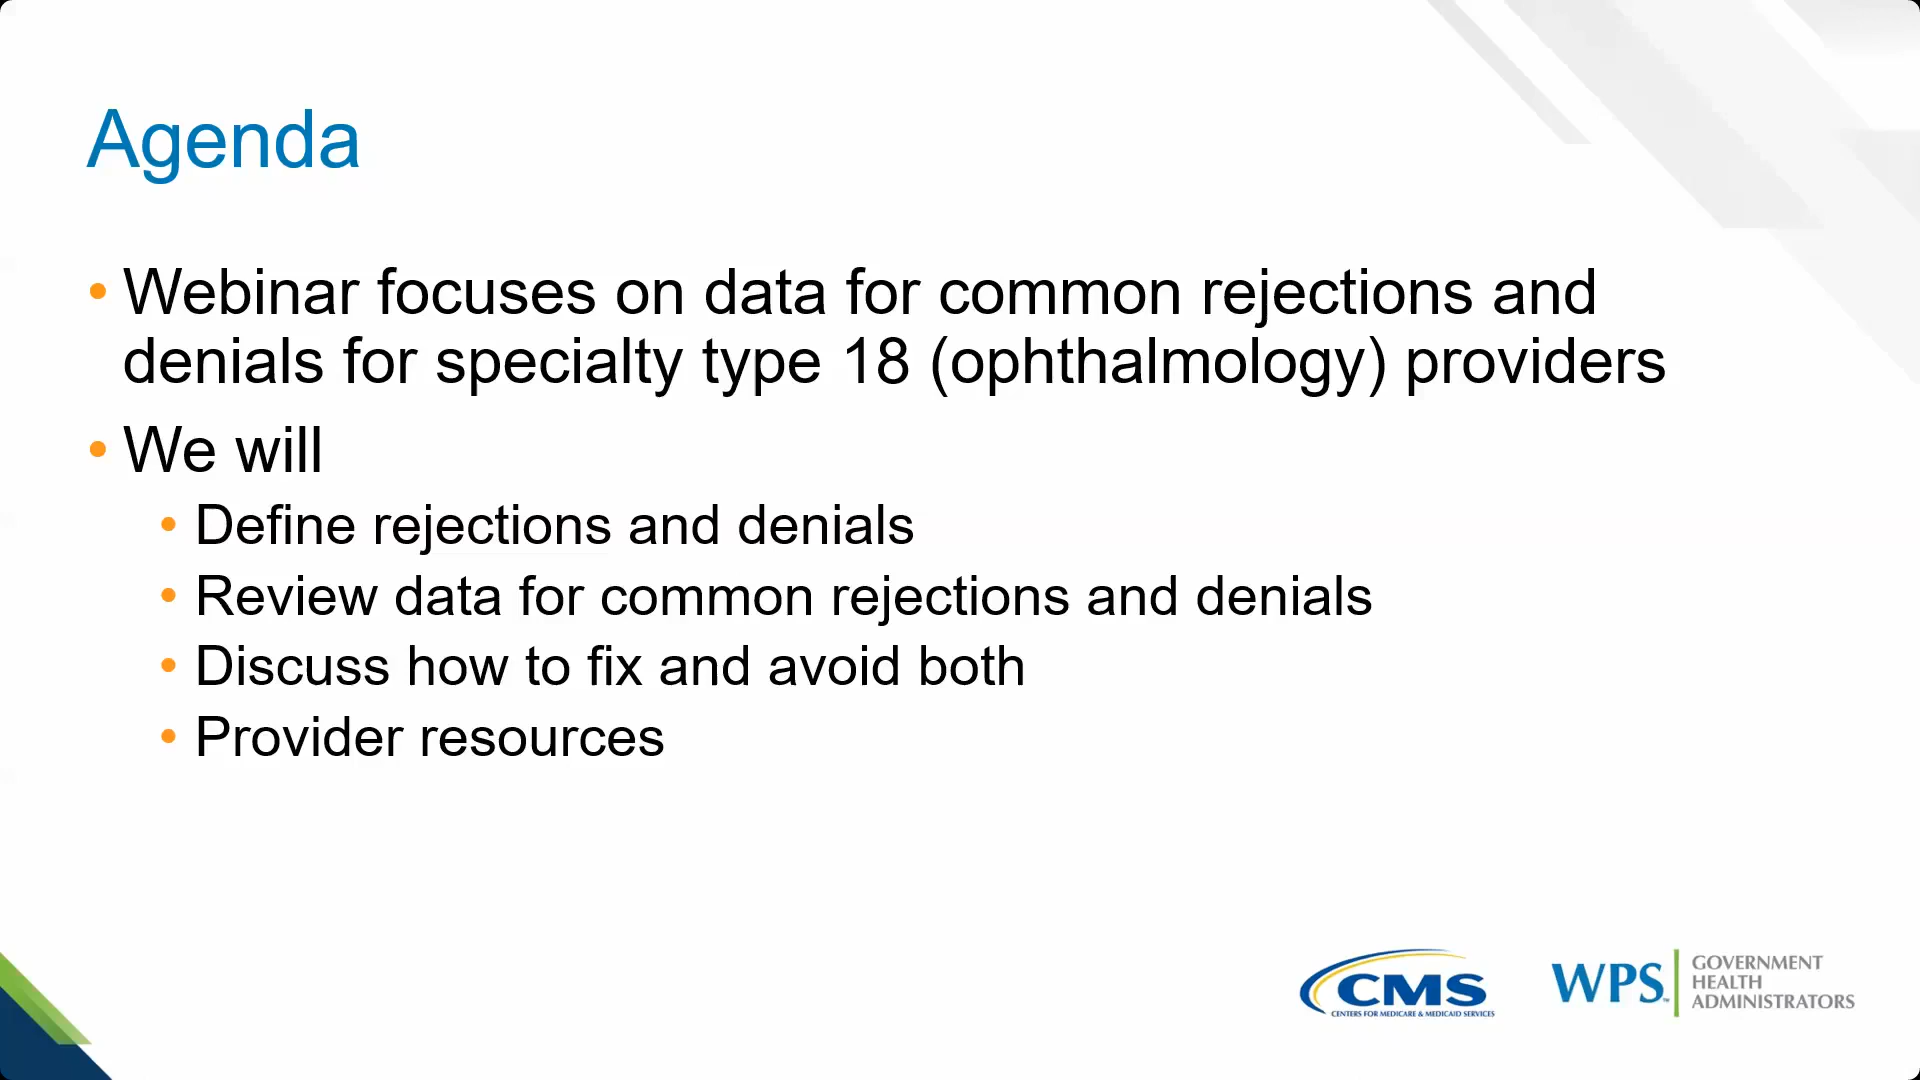 Agenda
• Webinar focuses on data for common rejections and
denials for specialty type 18 (ophthalmology) providers
• We will
• Define rejections and denials
• Review data for common rejections and denials
• Discuss how to fix and avoid both
• Provider resources
CMS
CENTERS FOR MEDICARE & MEDICAID SERVICES
WPS™
GOVERNMENT
HEALTH
ADMINISTRATORS